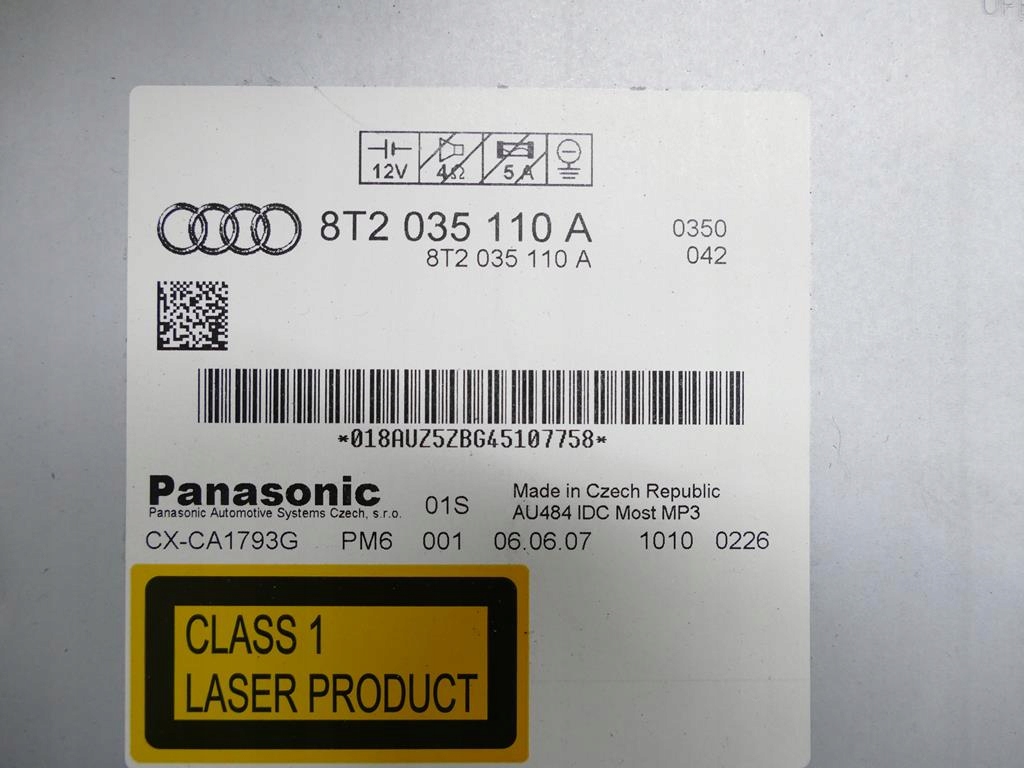 12V 4Ω 5A
8T2 035 110 A 0350
8T2 035 110 A 042
*018AUZ5ZBG45107758*
Panasonic
Panasonic Automotive Systems Czech, s.r.o.
01S
Made in Czech Republic
AU484 IDC Most MP3
CX-CA1793G PM6 001 06.06.07 1010 0226
CLASS 1
LASER PRODUCT